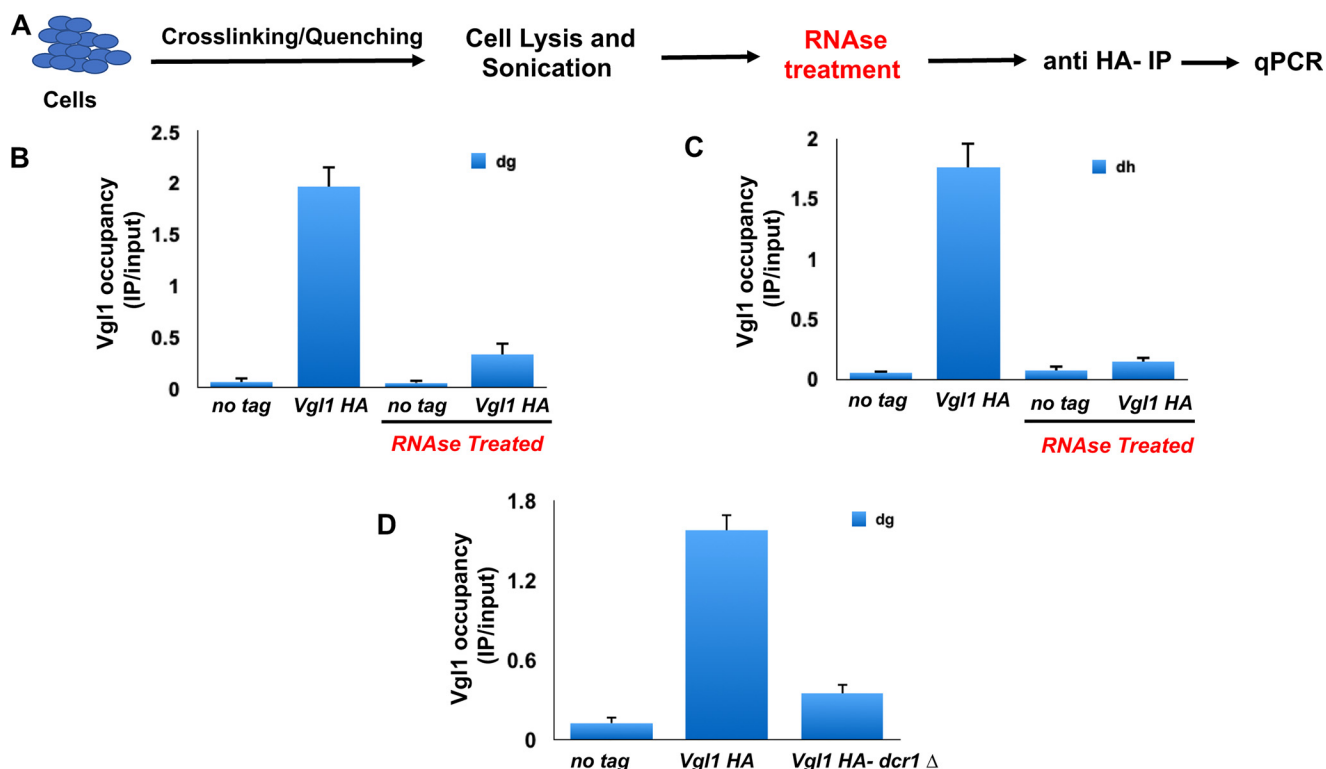 A
Crosslinking/Quenching
Cell Lysis and
Sonication
RNAse
treatment
anti HA- IP
qPCR
Cells
B
Vgl1 occupancy
(IP/input)
2.5
2
1.5
1
0.5
0
dg
no tag
Vgl1 HA
no tag
Vgl1 HA
RNAse Treated
C
Vgl1 occupancy
(IP/input)
2
1.5
1
0.5
0
dh
no tag
Vgl1 HA
no tag
Vgl1 HA
RNAse Treated
D
Vgl1 occupancy
(IP/input)
1.8
1.2
0.6
0
dg
no tag
Vgl1 HA
Vgl1 HA- dcr1 Δ